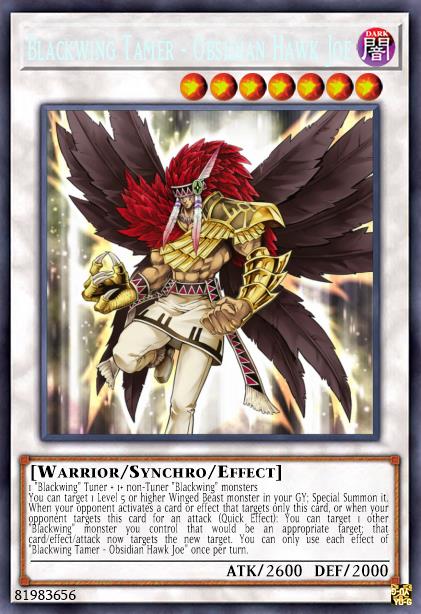 Blackwing Tamer - Obsidian Hawk Joe
DARK
闇
[Warrior/Synchro/Effect]
1 "Blackwing" Tuner + 1+ non-Tuner "Blackwing" monsters
You can target 1 Level 5 or higher Winged Beast monster in your GY; Special Summon it.
When your opponent activates a card or effect that targets only this card, or when your
opponent targets this card for an attack (Quick Effect): You can target 1 other
"Blackwing" monster you control that would be an appropriate target; that
card/effect/attack now targets the new target. You can only use each effect of
"Blackwing Tamer - Obsidian Hawk Joe" once per turn.
ATK/2600 DEF/2000
81983656